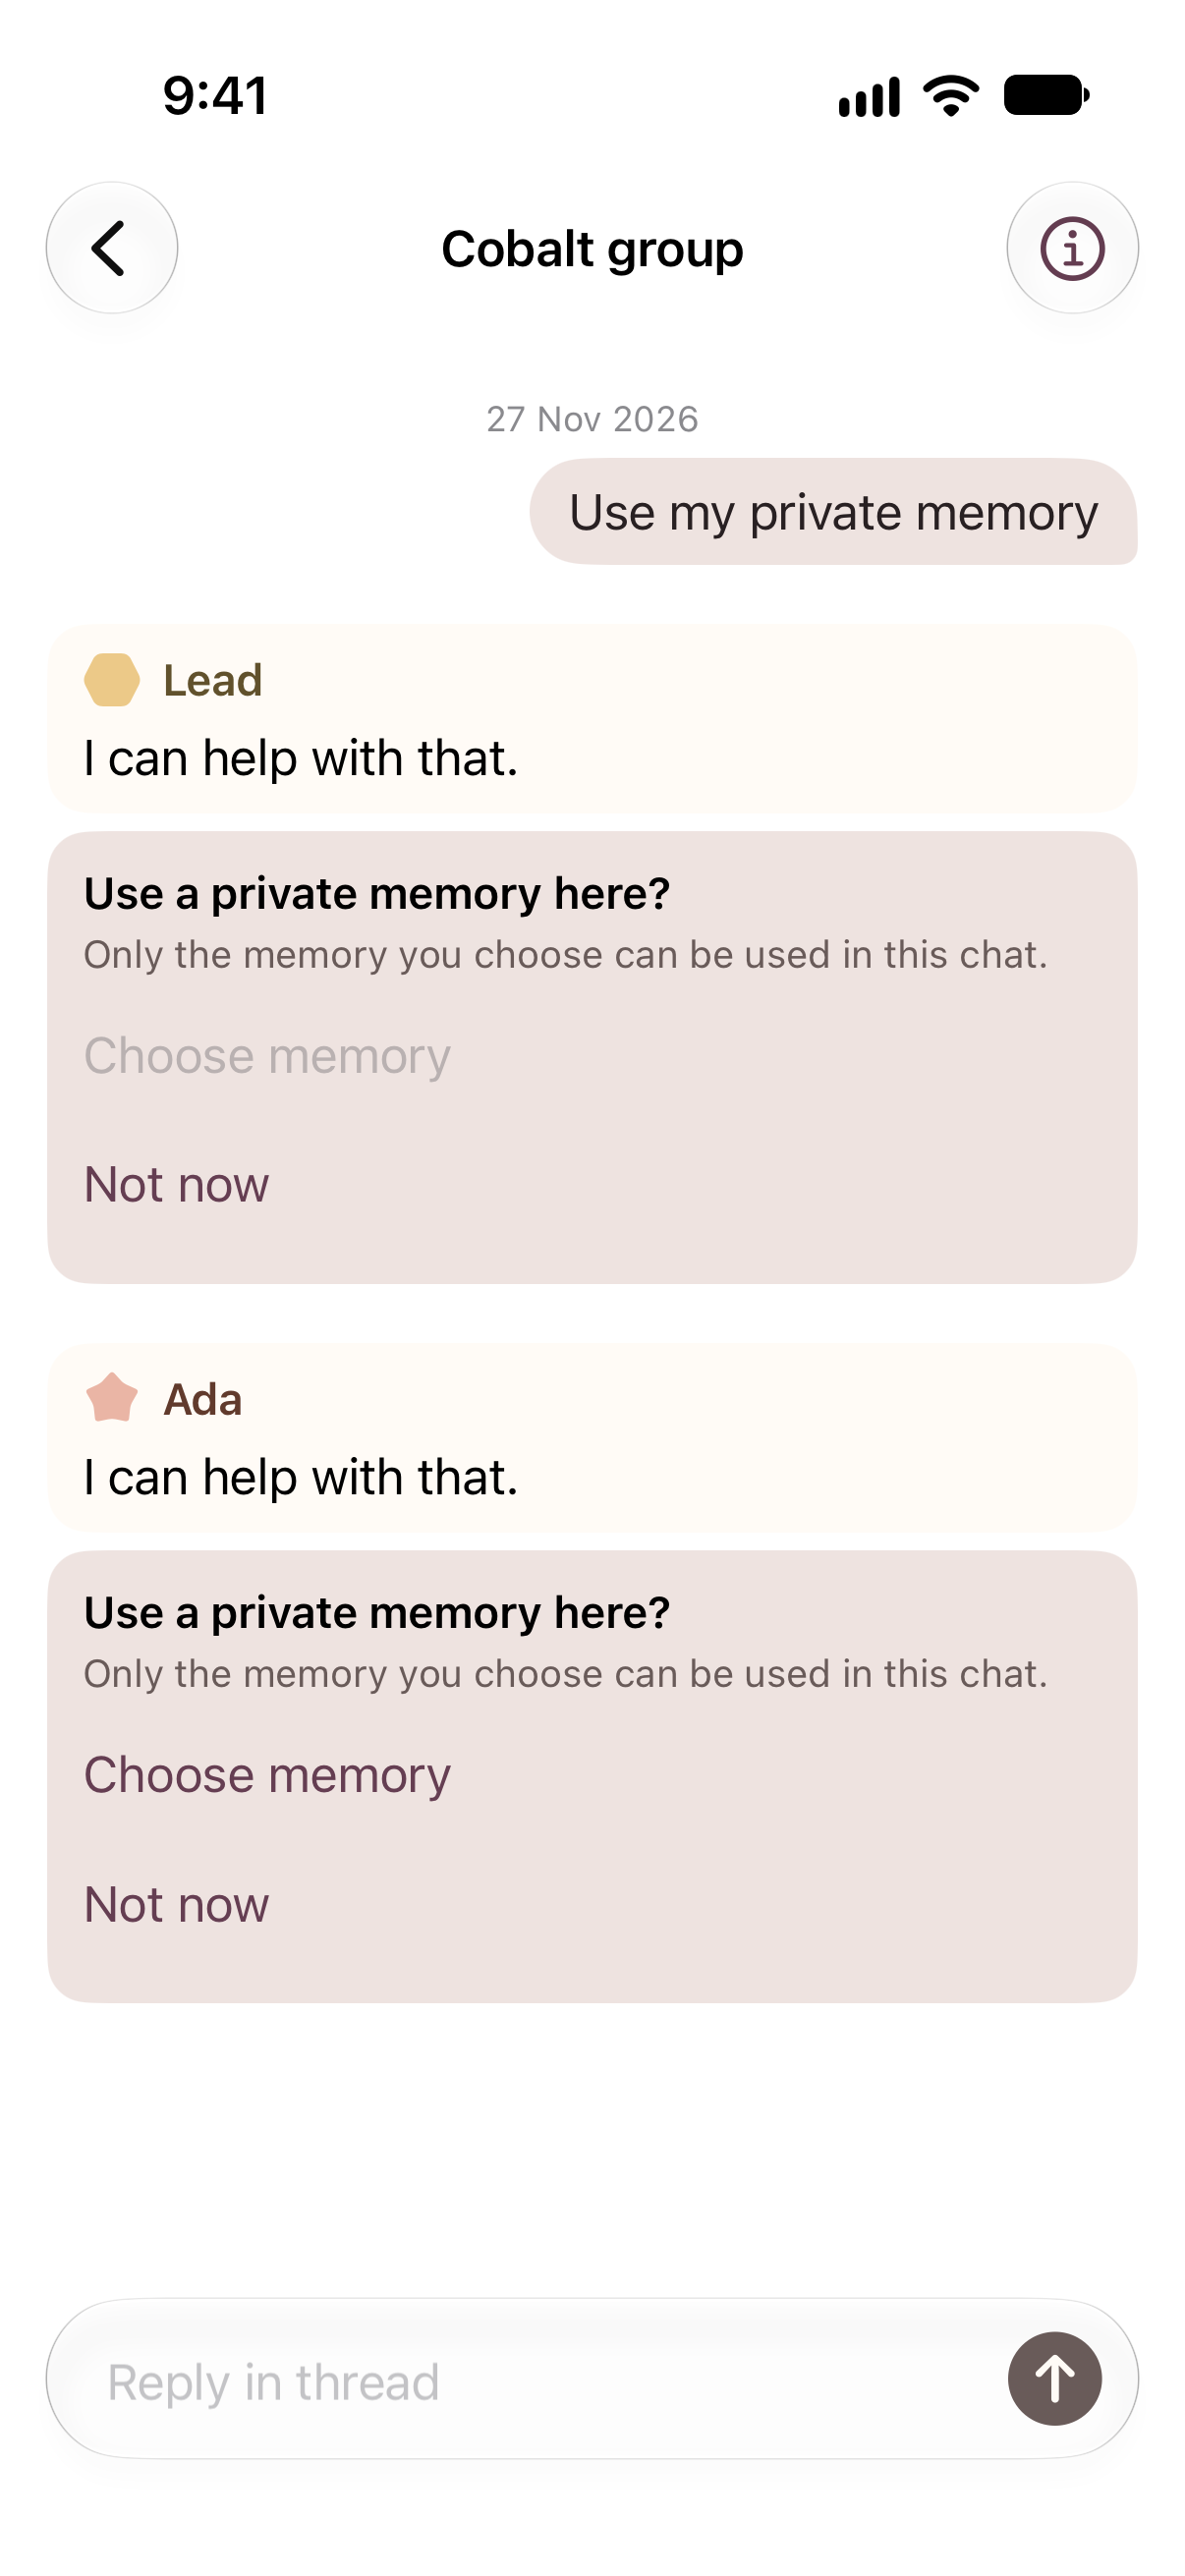 9:41
Cobalt group
27 Nov 2026
Use my private memory
Lead
I can help with that.
Use a private memory here?
Only the memory you choose can be used in this chat.
Choose memory
Not now
Ada
I can help with that.
Use a private memory here?
Only the memory you choose can be used in this chat.
Choose memory
Not now
Reply in thread